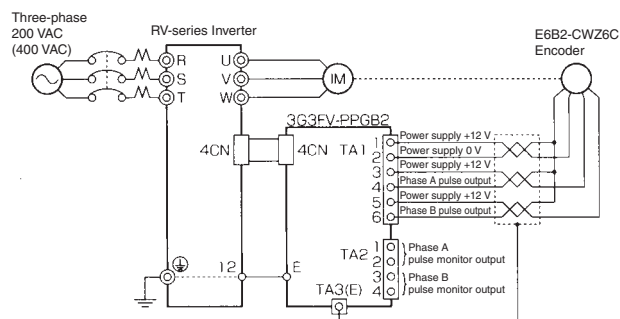 Three-phase
200 VAC
(400 VAC)
RV-series Inverter
E6B2-CWZ6C
Encoder
R
S
T
U
V
W
IM
3G3FV-PPGB2
4CN
4CN
TA1
1
2
3
4
5
6
Power supply +12 V
Power supply 0 V
Power supply +12 V
Phase A pulse output
Power supply +12 V
Phase B pulse output
TA2
1
2
3
4
Phase A
pulse monitor output
Phase B
pulse monitor output
12
E
TA3(E)